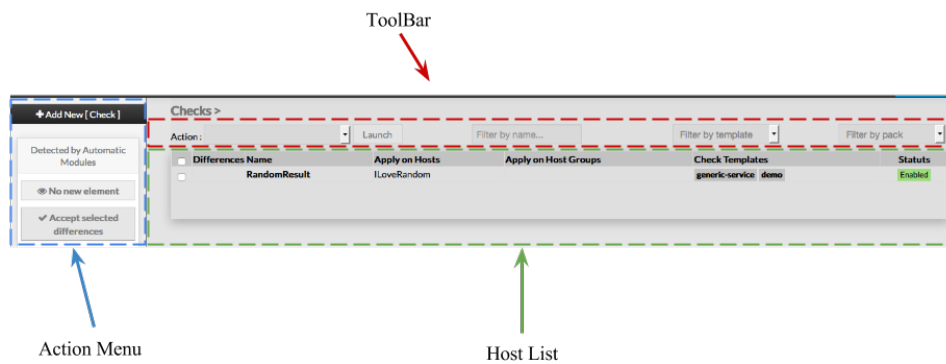 ToolBar
+ Add New [ Check ]
Detected by Automatic
Modules
No new element
Accept selected
differences
Checks >
Action :
Launch
Filter by name...
Filter by template
Filter by pack
Differences Name Apply on Hosts Apply on Host Groups Check Templates Statuts
RandomResult ILoveRandom generic-service demo Enabled
Action Menu
Host List